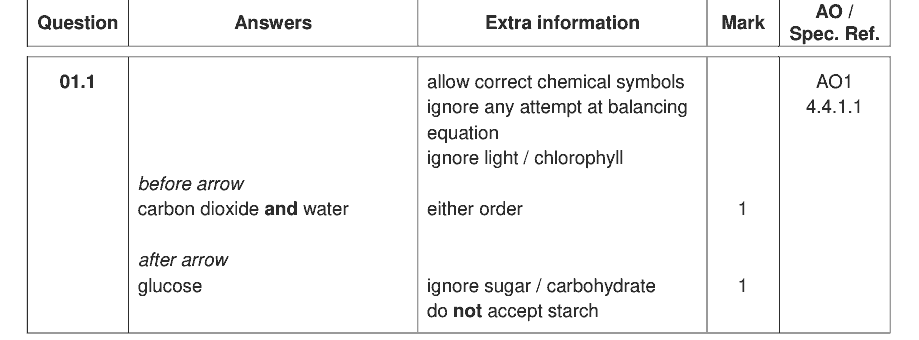 Question Answers Extra information Mark AO / Spec. Ref.
01.1 allow correct chemical symbols AO1
ignore any attempt at balancing 4.4.1.1
equation
ignore light / chlorophyll
before arrow
carbon dioxide and water either order 1
after arrow
glucose ignore sugar / carbohydrate 1
do not accept starch